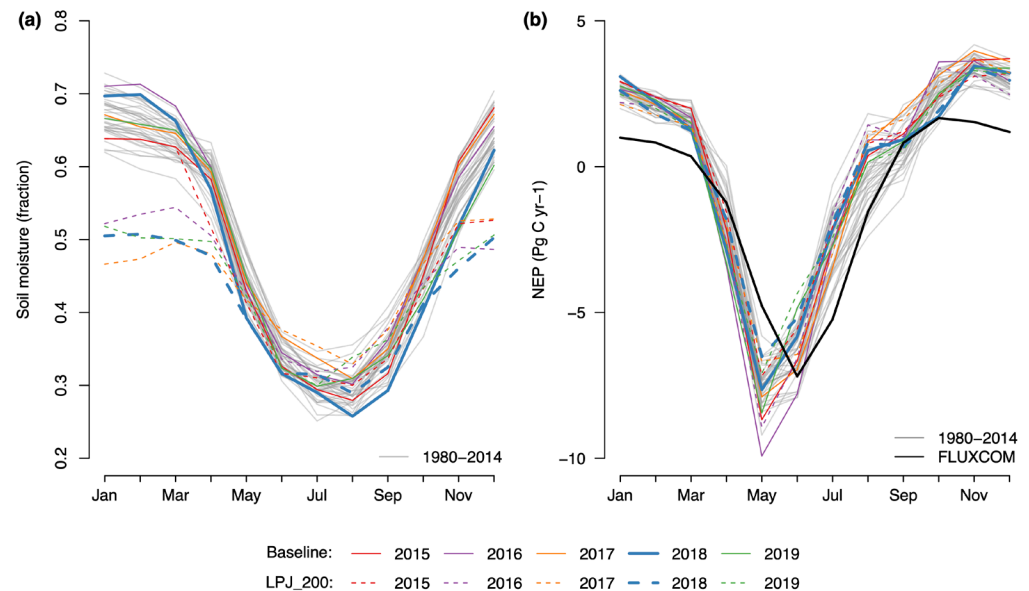 (a)
(b)
Soil moisture (fraction)
0.8
0.7
0.6
0.5
0.4
0.3
0.2
Jan Mar May Jul Sep Nov
1980−2014
NEP (Pg C yr−1)
5
0
−5
−10
Jan Mar May Jul Sep Nov
1980−2014
FLUXCOM
Baseline: 2015 2016 2017 2018 2019
LPJ_200: 2015 2016 2017 2018 2019